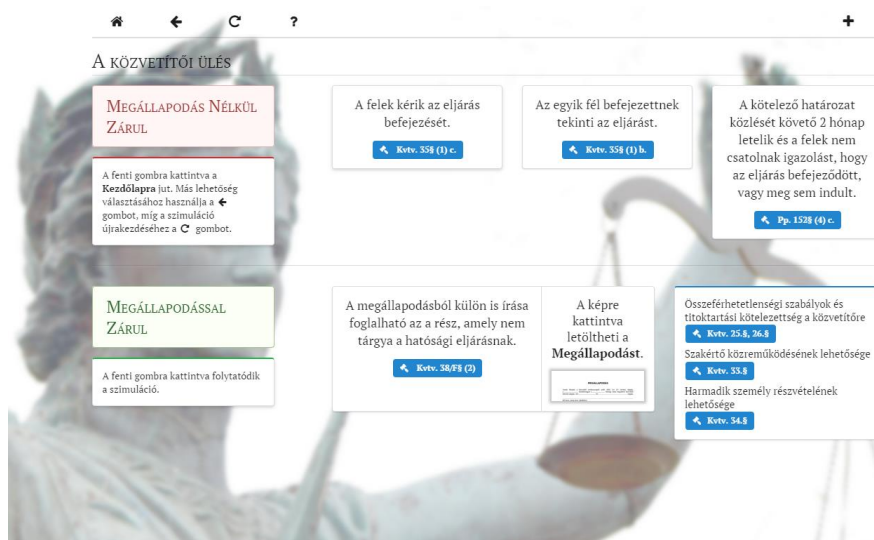 ?
A KÖZVETÍTŐI ÜLÉS
MEGÁLLAPODÁS NÉLKÜL
ZÁRUL
A fenti gombra kattintva a
Kezdőlapra jut. Más lehetőség
választásához használja a
gombot, míg a szimuláció
újrakezdéséhez a gombot.
A felek kérik az eljárás
befejezését.
Kvtv. 35§ (1) c.
Az egyik fél befejezettnek
tekinti az eljárást.
Kvtv. 35§ (1) b.
A kötelező határozat
közlését követő 2 hónap
letelik és a felek nem
csatolnak igazolást, hogy
az eljárás befejeződött,
vagy meg sem indult.
Pp. 152§ (4) c.
MEGÁLLAPODÁSSAL
ZÁRUL
A fenti gombra kattintva folytatódik
a szimuláció.
A megállapodásból külön is írása
foglalható az a rész, amely nem
tárgya a hatósági eljárásnak.
Kvtv. 38/F§ (2)
A képre
kattintva
letöltheti a
Megállapodást.
MEGÁLLAPODÁS
Összeférhetetlenségi szabályok és
titoktartási kötelezettség a közvetítőre
Kvtv. 25.§, 26.§
Szakértő közreműködésének lehetősége
Kvtv. 33.§
Harmadik személy részvételének
lehetősége
Kvtv. 34.§